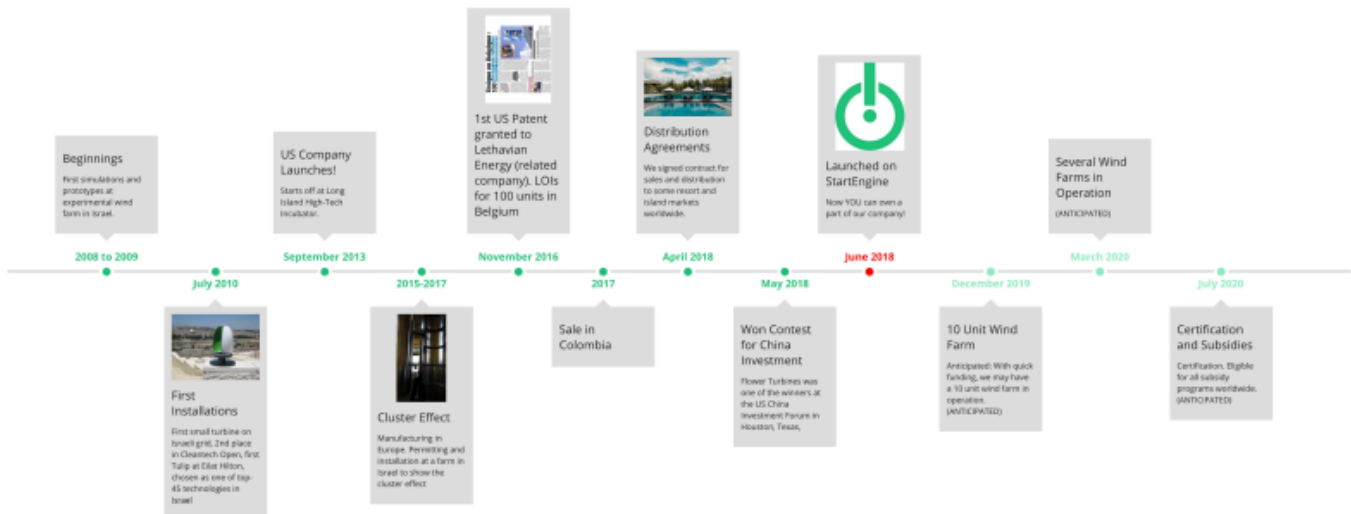 Beginnings
First simulations and
prototypes at
experimental wind
farm in Israel.
2008 to 2009
July 2010
First
Installations
First small turbine on
Israeli grid, 2nd place
in Cleantech Open, first
Tulip at Eilat Hilton,
chosen as one of top-
45 technologies in
Israel
US Company
Launches!
Starts off at Long
Island High-Tech
Incubator.
September 2013
2015-2017
Cluster Effect
Manufacturing in
Europe. Permitting and
installation at a farm in
Israel to show the
cluster effect
1st US Patent
granted to
Lethavian
Energy (related
company). LOIs
for 100 units in
Belgium
November 2016
2017
Sale in
Colombia
Distribution
Agreements
We signed contract for
sales and distribution
to some resort and
island markets
worldwide.
April 2018
May 2018
Won Contest
for China
Investment
Flower Turbines was
one of the winners at
the US China
Investment Forum in
Houston, Texas,
Launched on
StartEngine
Now YOU can own a
part of our company!
June 2018
December 2019
10 Unit Wind
Farm
Anticipated: With quick
funding, we may have
a 10 unit wind farm in
operation.
(ANTICIPATED)
Several Wind
Farms in
Operation
(ANTICIPATED)
March 2020
July 2020
Certification
and Subsidies
Certification. Eligible
for all subsidy
programs worldwide.
(ANTICIPATED)